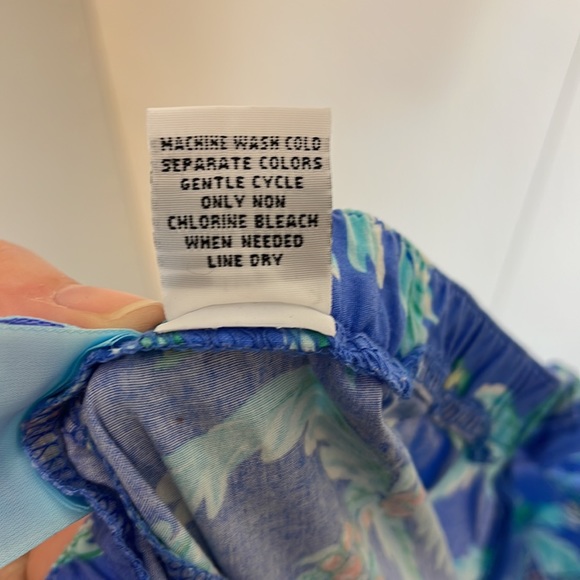 MACHINE WASH COLD
SEPARATE COLORS
GENTLE CYCLE
ONLY NON
CHLORINE BLEACH
WHEN NEEDED
LINE DRY